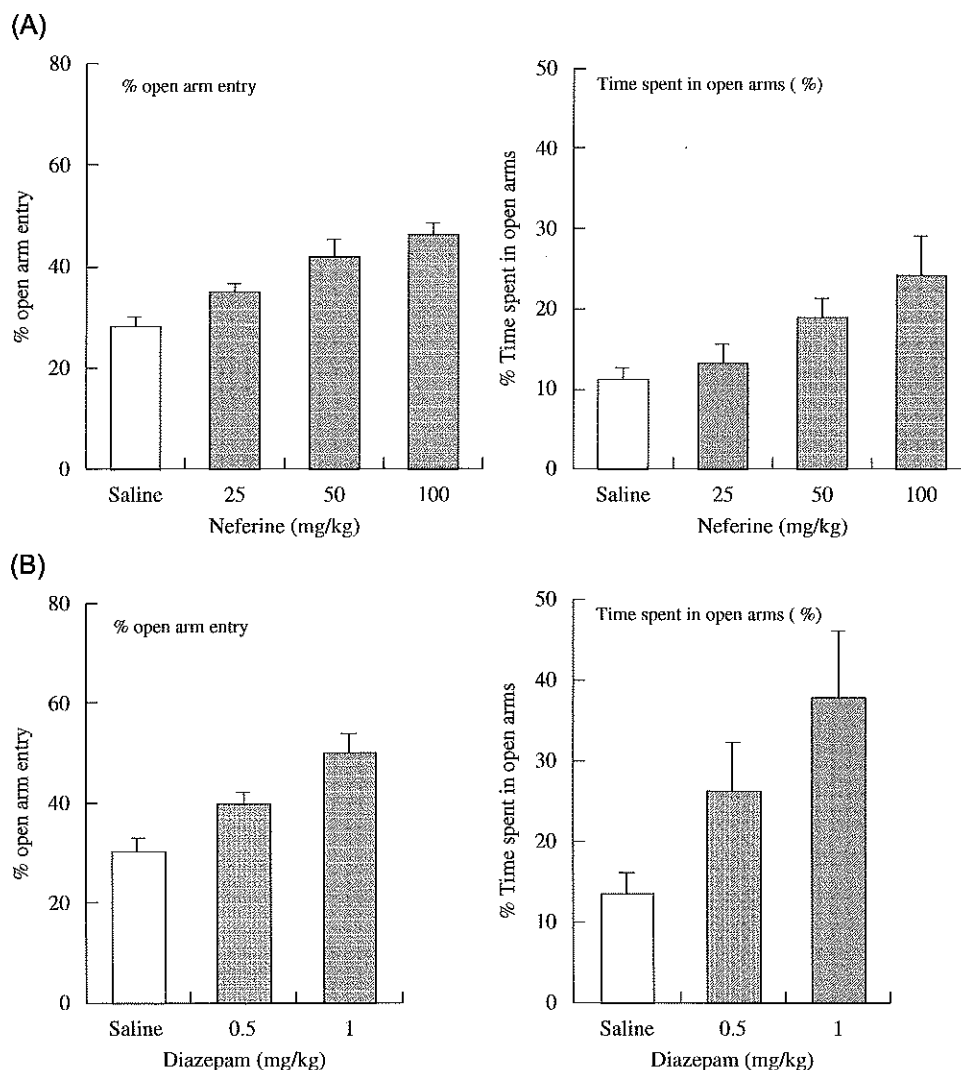 (A)
% open arm entry
80
60
40
20
0
% open arm entry
Saline 25 50 100
Neferine (mg/kg)
Time spent in open arms ( %)
50
40
30
20
10
0
% Time spent in open arms
Saline 25 50 100
Neferine (mg/kg)
(B)
% open arm entry
80
60
40
20
0
% open arm entry
Saline 0.5 1
Diazepam (mg/kg)
Time spent in open arms ( %)
50
40
30
20
10
0
% Time spent in open arms
Saline 0.5 1
Diazepam (mg/kg)